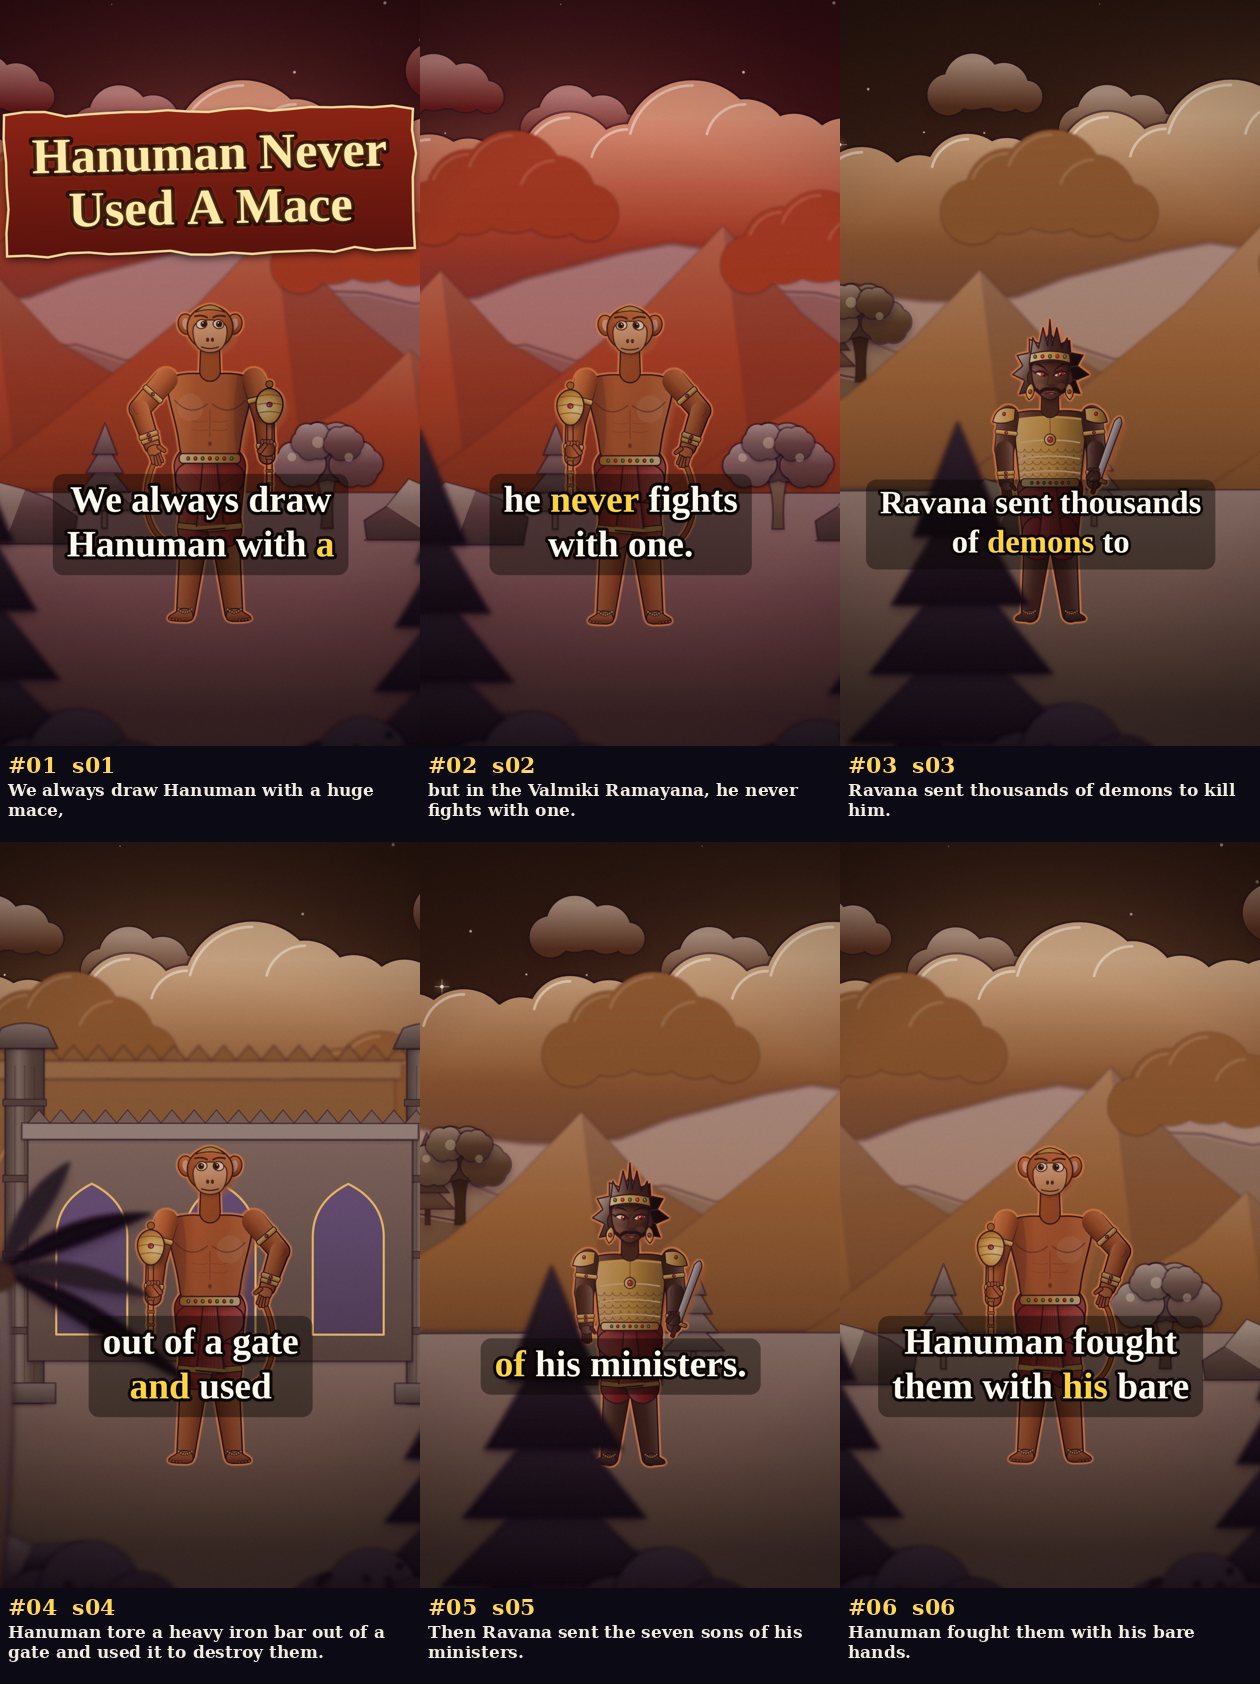 Hanuman Never
Used A Mace
We always draw
Hanuman with a
he never fights
with one.
Ravana sent thousands
of demons to
#01 s01
We always draw Hanuman with a huge
mace,
#02 s02
but in the Valmiki Ramayana, he never
fights with one.
#03 s03
Ravana sent thousands of demons to kill
him.
out of a gate
and used
of his ministers.
Hanuman fought
them with his bare
#04 s04
Hanuman tore a heavy iron bar out of a
gate and used it to destroy them.
#05 s05
Then Ravana sent the seven sons of his
ministers.
#06 s06
Hanuman fought them with his bare
hands.